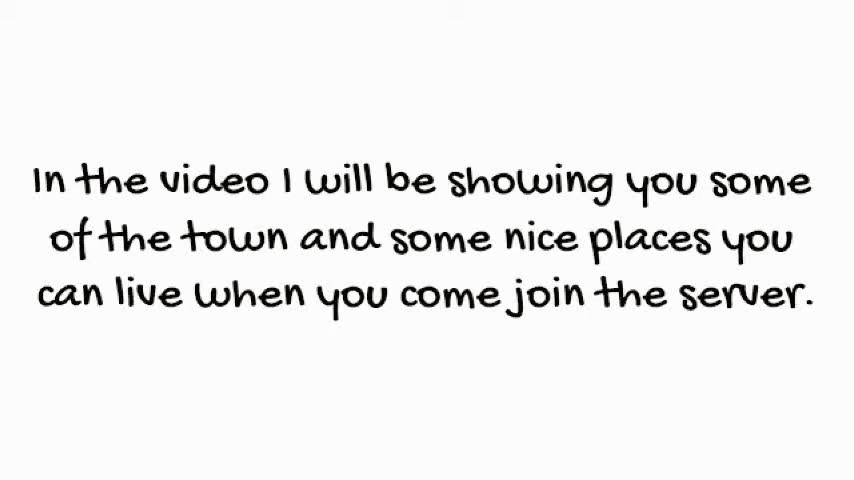 In the video I will be showing you some
of the town and some nice places you
can live when you come join the server.